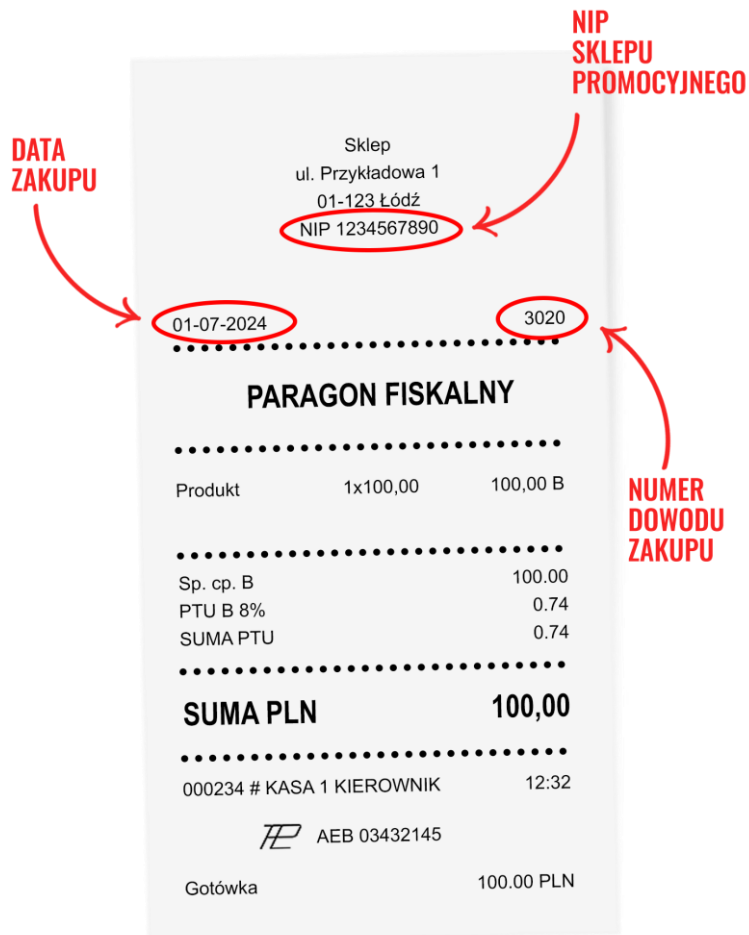 NIP
SKLEPU
PROMOCYJNEGO
DATA
ZAKUPU
Sklep
ul. Przykładowa 1
01-123 Łódź
NIP 1234567890
01-07-2024 3020
PARAGON FISKALNY
Produkt 1x100,00 100,00 B
NUMER
DOWODU
ZAKUPU
Sp. cp. B 100.00
PTU B 8% 0.74
SUMA PTU 0.74
SUMA PLN 100,00
000234 # KASA 1 KIEROWNIK 12:32
AEB 03432145
Gotówka 100.00 PLN